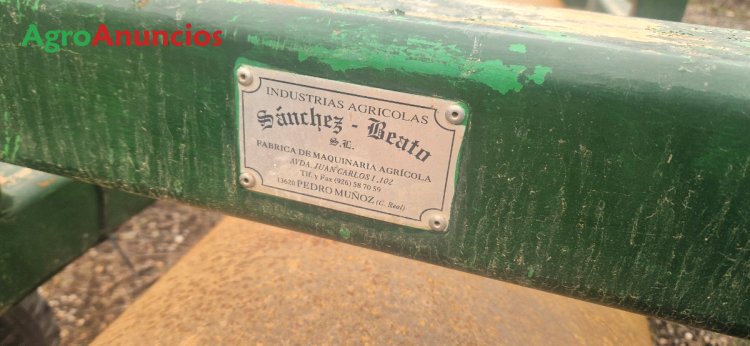 AgroAnuncios
INDUSTRIAS AGRICOLAS
Sánchez - Beato
S.L.
FABRICA DE MAQUINARIA AGRÍCOLA
AVDA. JUAN CARLOS I, 102
Tlf. y Fax (926) 58 70 59
13620 PEDRO MUÑOZ (C. Real)